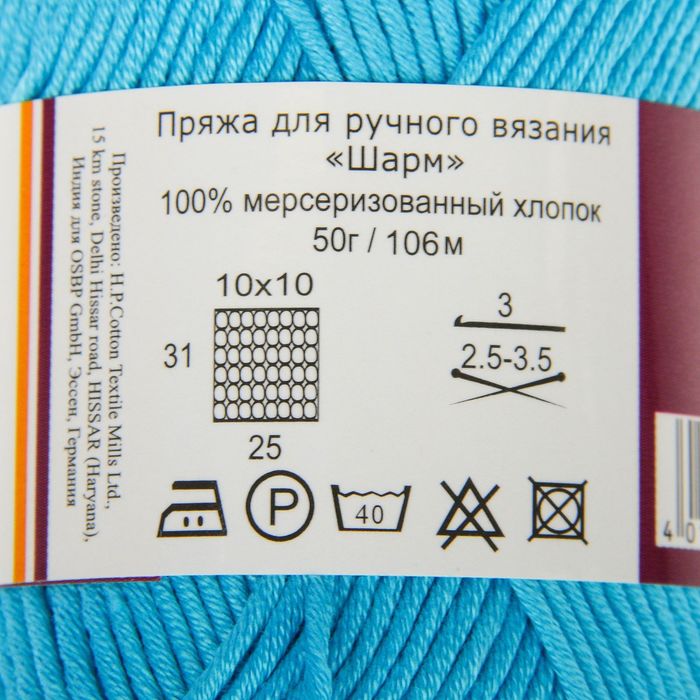 Пряжа для ручного вязания
«Шарм»
100% мерсеризованный хлопок
50г / 106м
10x10
31
25
3
2.5-3.5
P
40
Произведено: H.P.Cotton Textile Mills Ltd.,
15 km stone, Delhi Hissar road, HISSAR (Haryana),
Индия для OSBP GmbH, Эссен, Германия
40